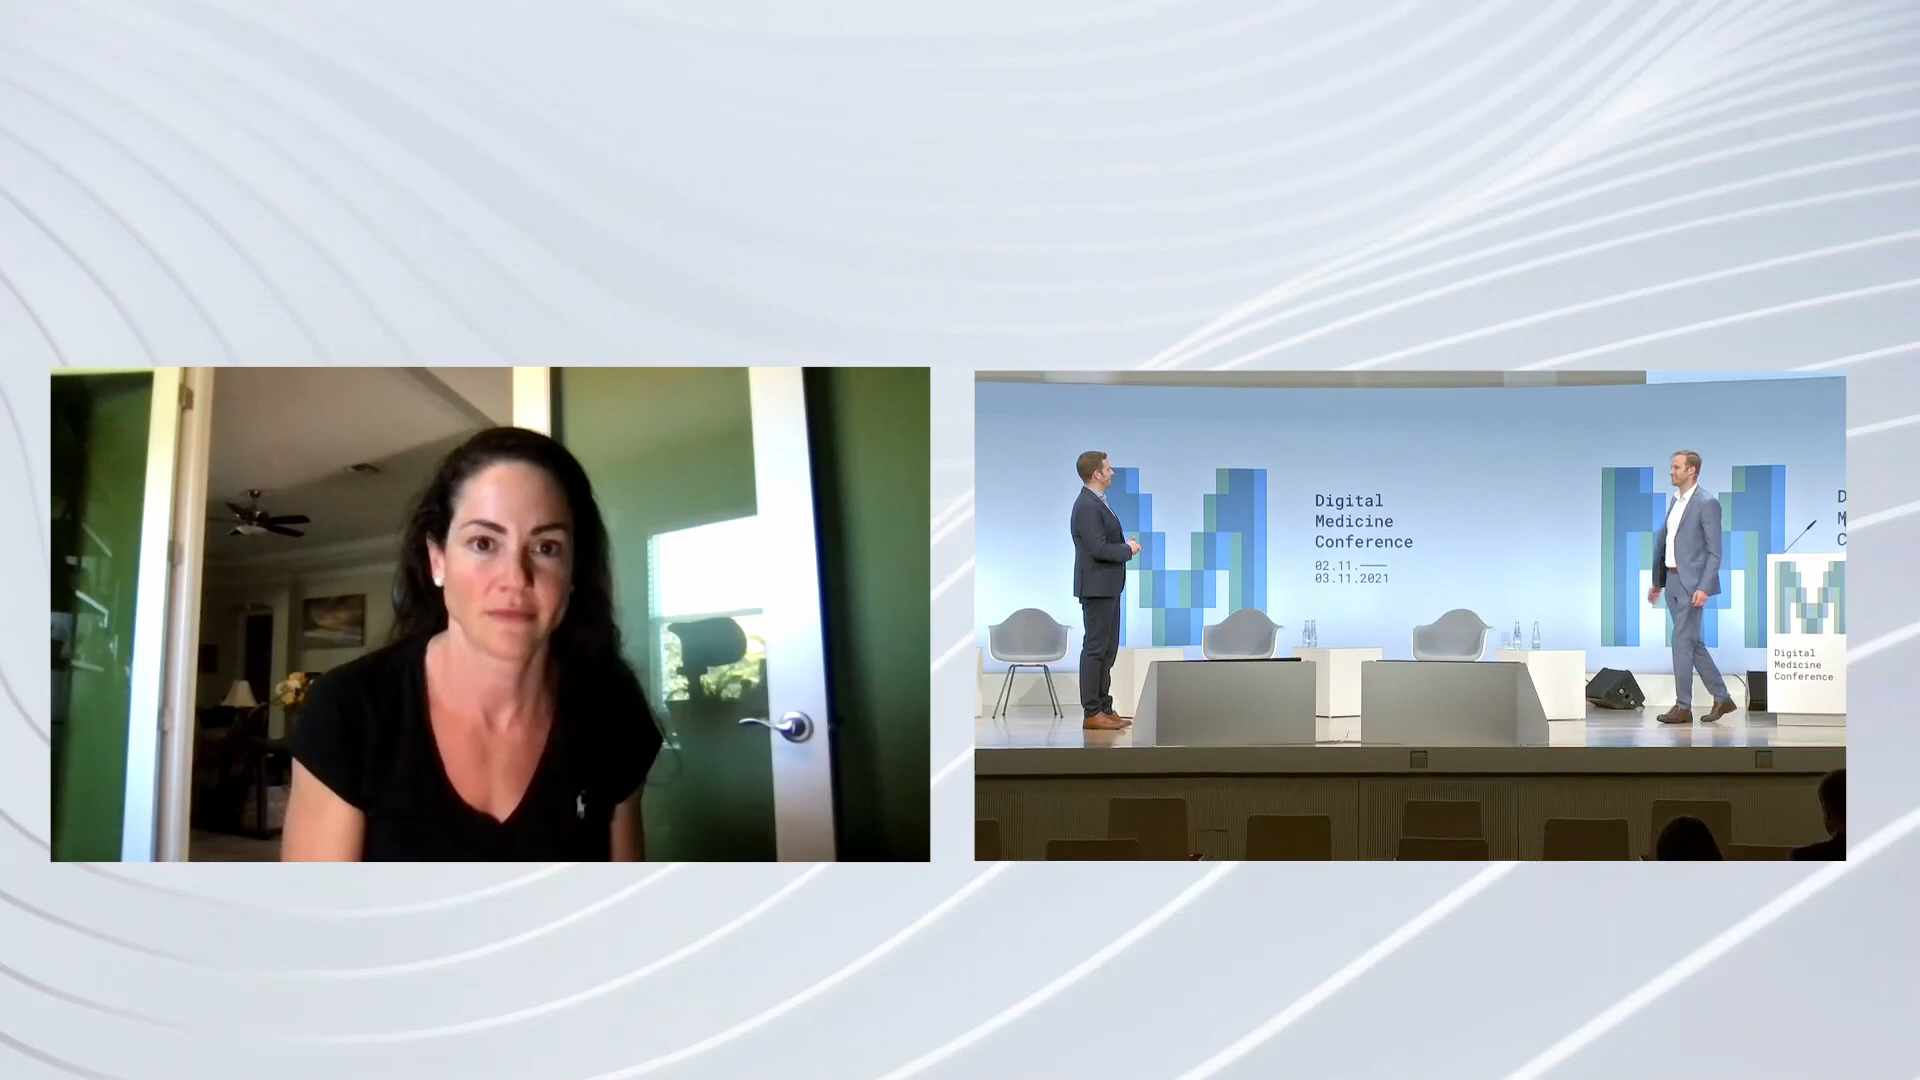 Digital
Medicine
Conference
02.11.——
03.11.2021
D
M
C
Digital
Medicine
Conference